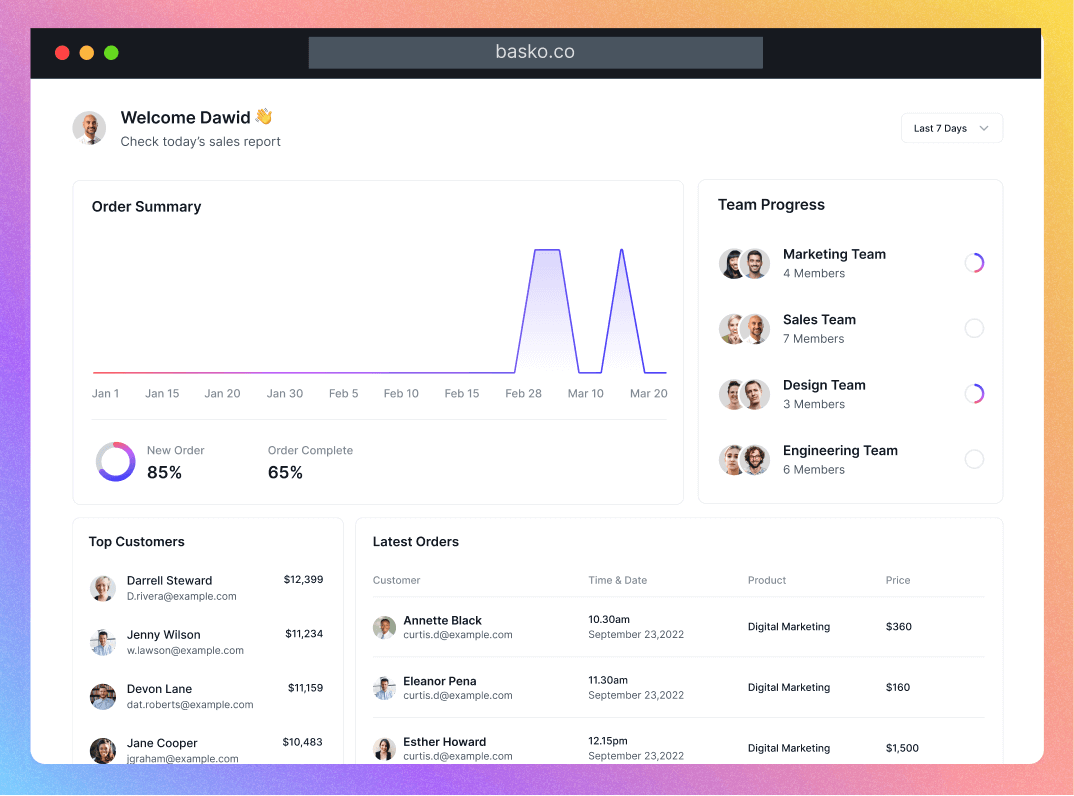 basko.co
Welcome Dawid 👋
Check today’s sales report
Last 7 Days
Order Summary
Jan 1 Jan 15 Jan 20 Jan 30 Feb 5 Feb 10 Feb 15 Feb 28 Mar 10 Mar 20
New Order
85%
Order Complete
65%
Team Progress
Marketing Team
4 Members
Sales Team
7 Members
Design Team
3 Members
Engineering Team
6 Members
Top Customers
Darrell Steward $12,399
D.rivera@example.com
Jenny Wilson $11,234
w.lawson@example.com
Devon Lane $11,159
dat.roberts@example.com
Jane Cooper $10,483
jgraham@example.com
Latest Orders
Customer Time & Date Product Price
Annette Black 10.30am Digital Marketing $360
curtis.d@example.com September 23,2022
Eleanor Pena 11.30am Digital Marketing $160
curtis.d@example.com September 23,2022
Esther Howard 12.15pm Digital Marketing $1,500
curtis.d@example.com September 23,2022